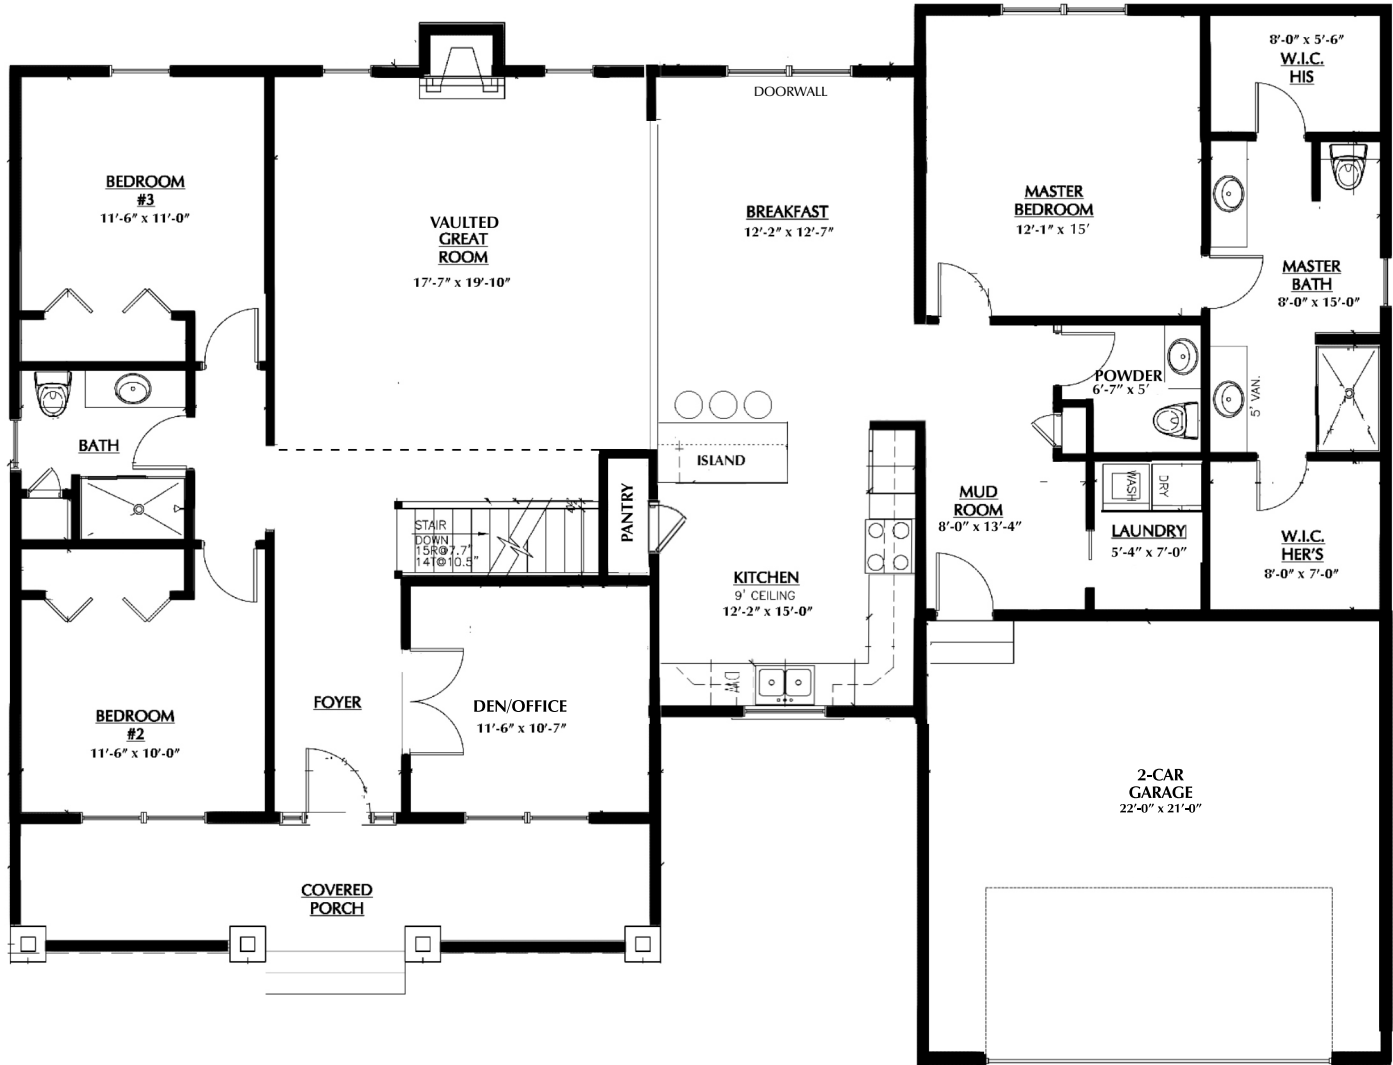 8'-0" x 5'-6"
W.I.C.
HIS
DOORWALL
BEDROOM
#3
11'-6" x 11'-0"
VAULTED
GREAT
ROOM
17'-7" x 19'-10"
BREAKFAST
12'-2" x 12'-7"
MASTER
BEDROOM
12'-1" x 15'
MASTER
BATH
8'-0" x 15'-0"
POWDER
6'-7" x 5'
5' VAN.
BATH
ISLAND
PANTRY
STAIR
DOWN
15R@7.7"
14T@10.5"
MUD
ROOM
8'-0" x 13'-4"
WASH
DRY
LAUNDRY
5'-4" x 7'-0"
W.I.C.
HER'S
8'-0" x 7'-0"
KITCHEN
9' CEILING
12'-2" x 15'-0"
DW
BEDROOM
#2
11'-6" x 10'-0"
FOYER
DEN/OFFICE
11'-6" x 10'-7"
2-CAR
GARAGE
22'-0" x 21'-0"
COVERED
PORCH